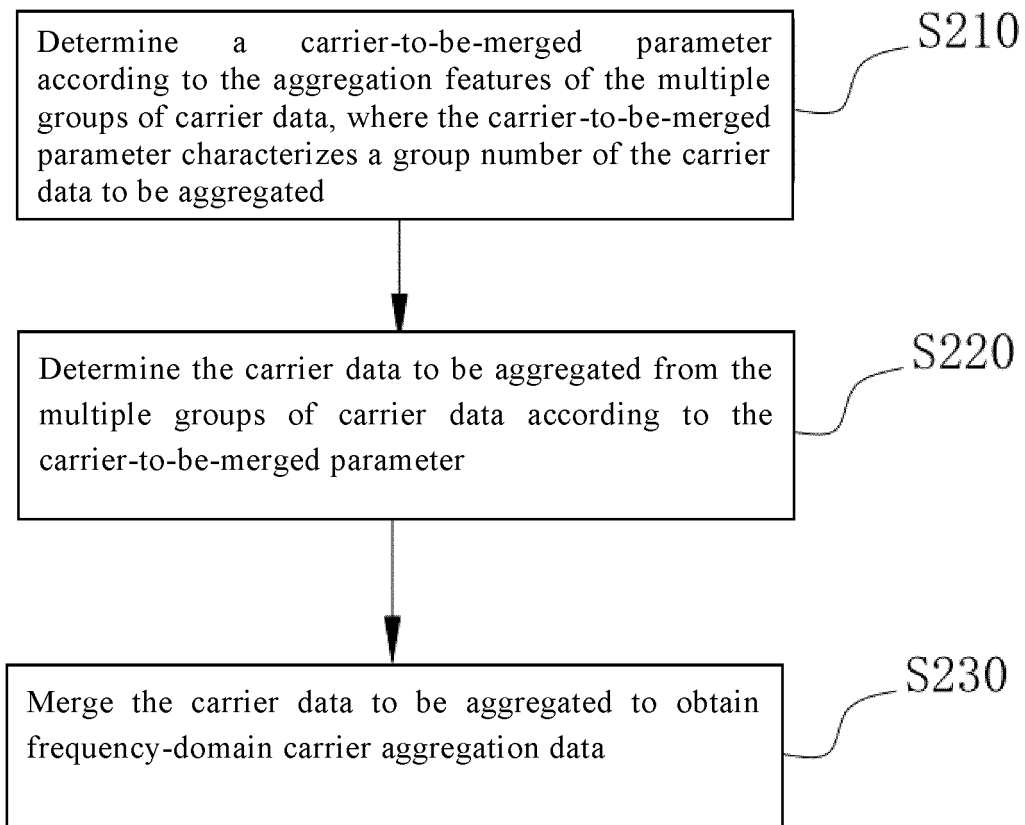 Determine a carrier-to-be-merged parameter
according to the aggregation features of the multiple
groups of carrier data, where the carrier-to-be-merged
parameter characterizes a group number of the carrier
data to be aggregated
S210
Determine the carrier data to be aggregated from the
multiple groups of carrier data according to the
carrier-to-be-merged parameter
S220
Merge the carrier data to be aggregated to obtain
frequency-domain carrier aggregation data
S230